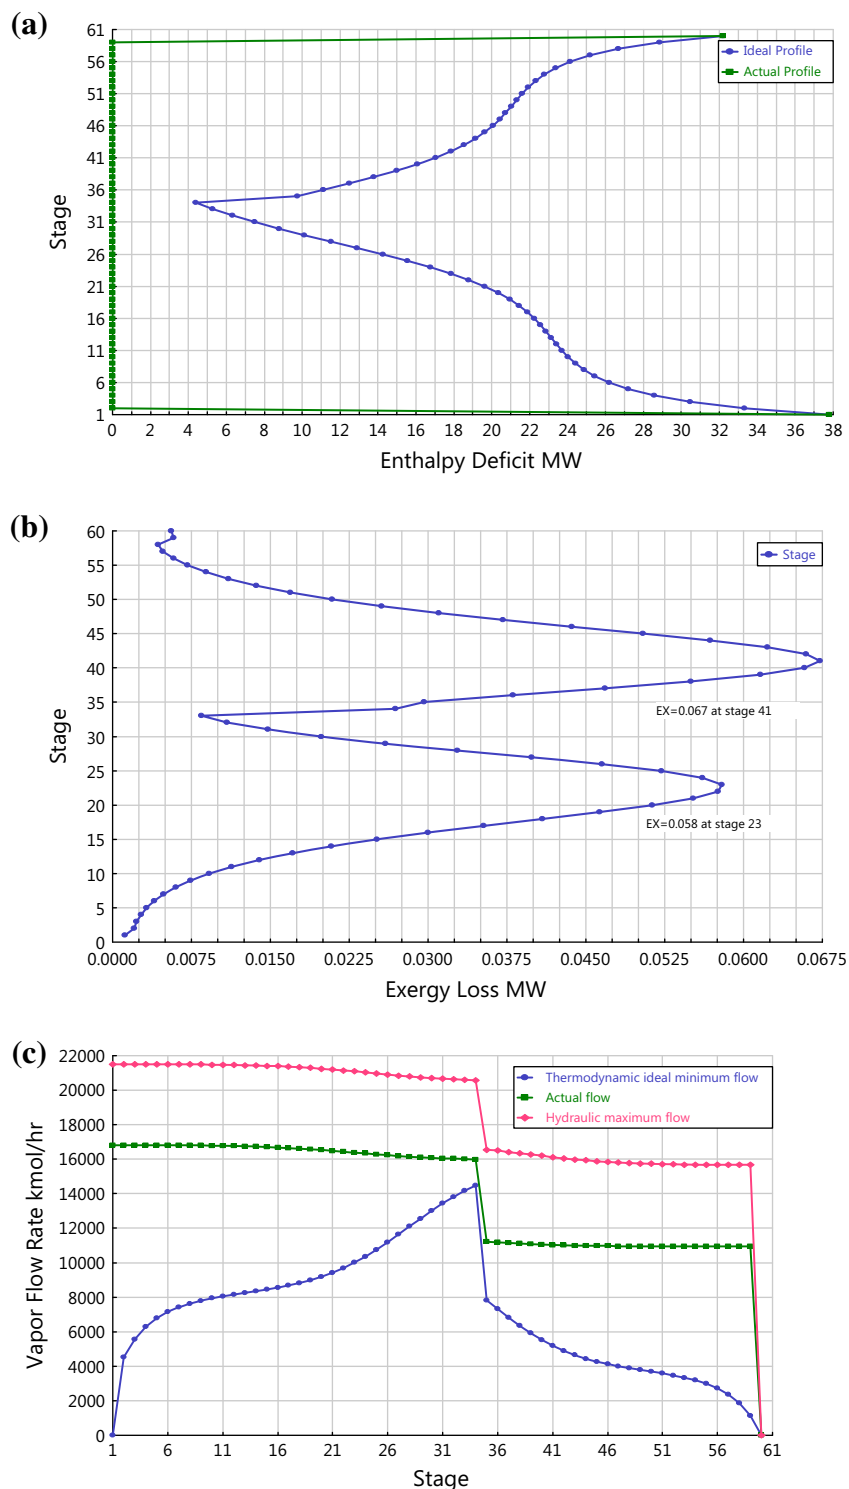 (a)
61
56
51
46
41
36
31
26
21
16
11
6
1
Stage
Ideal Profile
Actual Profile
0 2 4 6 8 10 12 14 16 18 20 22 24 26 28 30 32 34 36 38
Enthalpy Deficit MW
(b)
60
55
50
45
40
35
30
25
20
15
10
5
0
Stage
Stage
EX=0.067 at stage 41
EX=0.058 at stage 23
0.0000 0.0075 0.0150 0.0225 0.0300 0.0375 0.0450 0.0525 0.0600 0.0675
Exergy Loss MW
(c)
22000
20000
18000
16000
14000
12000
10000
8000
6000
4000
2000
0
Vapor Flow Rate kmol/hr
Thermodynamic ideal minimum flow
Actual flow
Hydraulic maximum flow
1 6 11 16 21 26 31 36 41 46 51 56 61
Stage